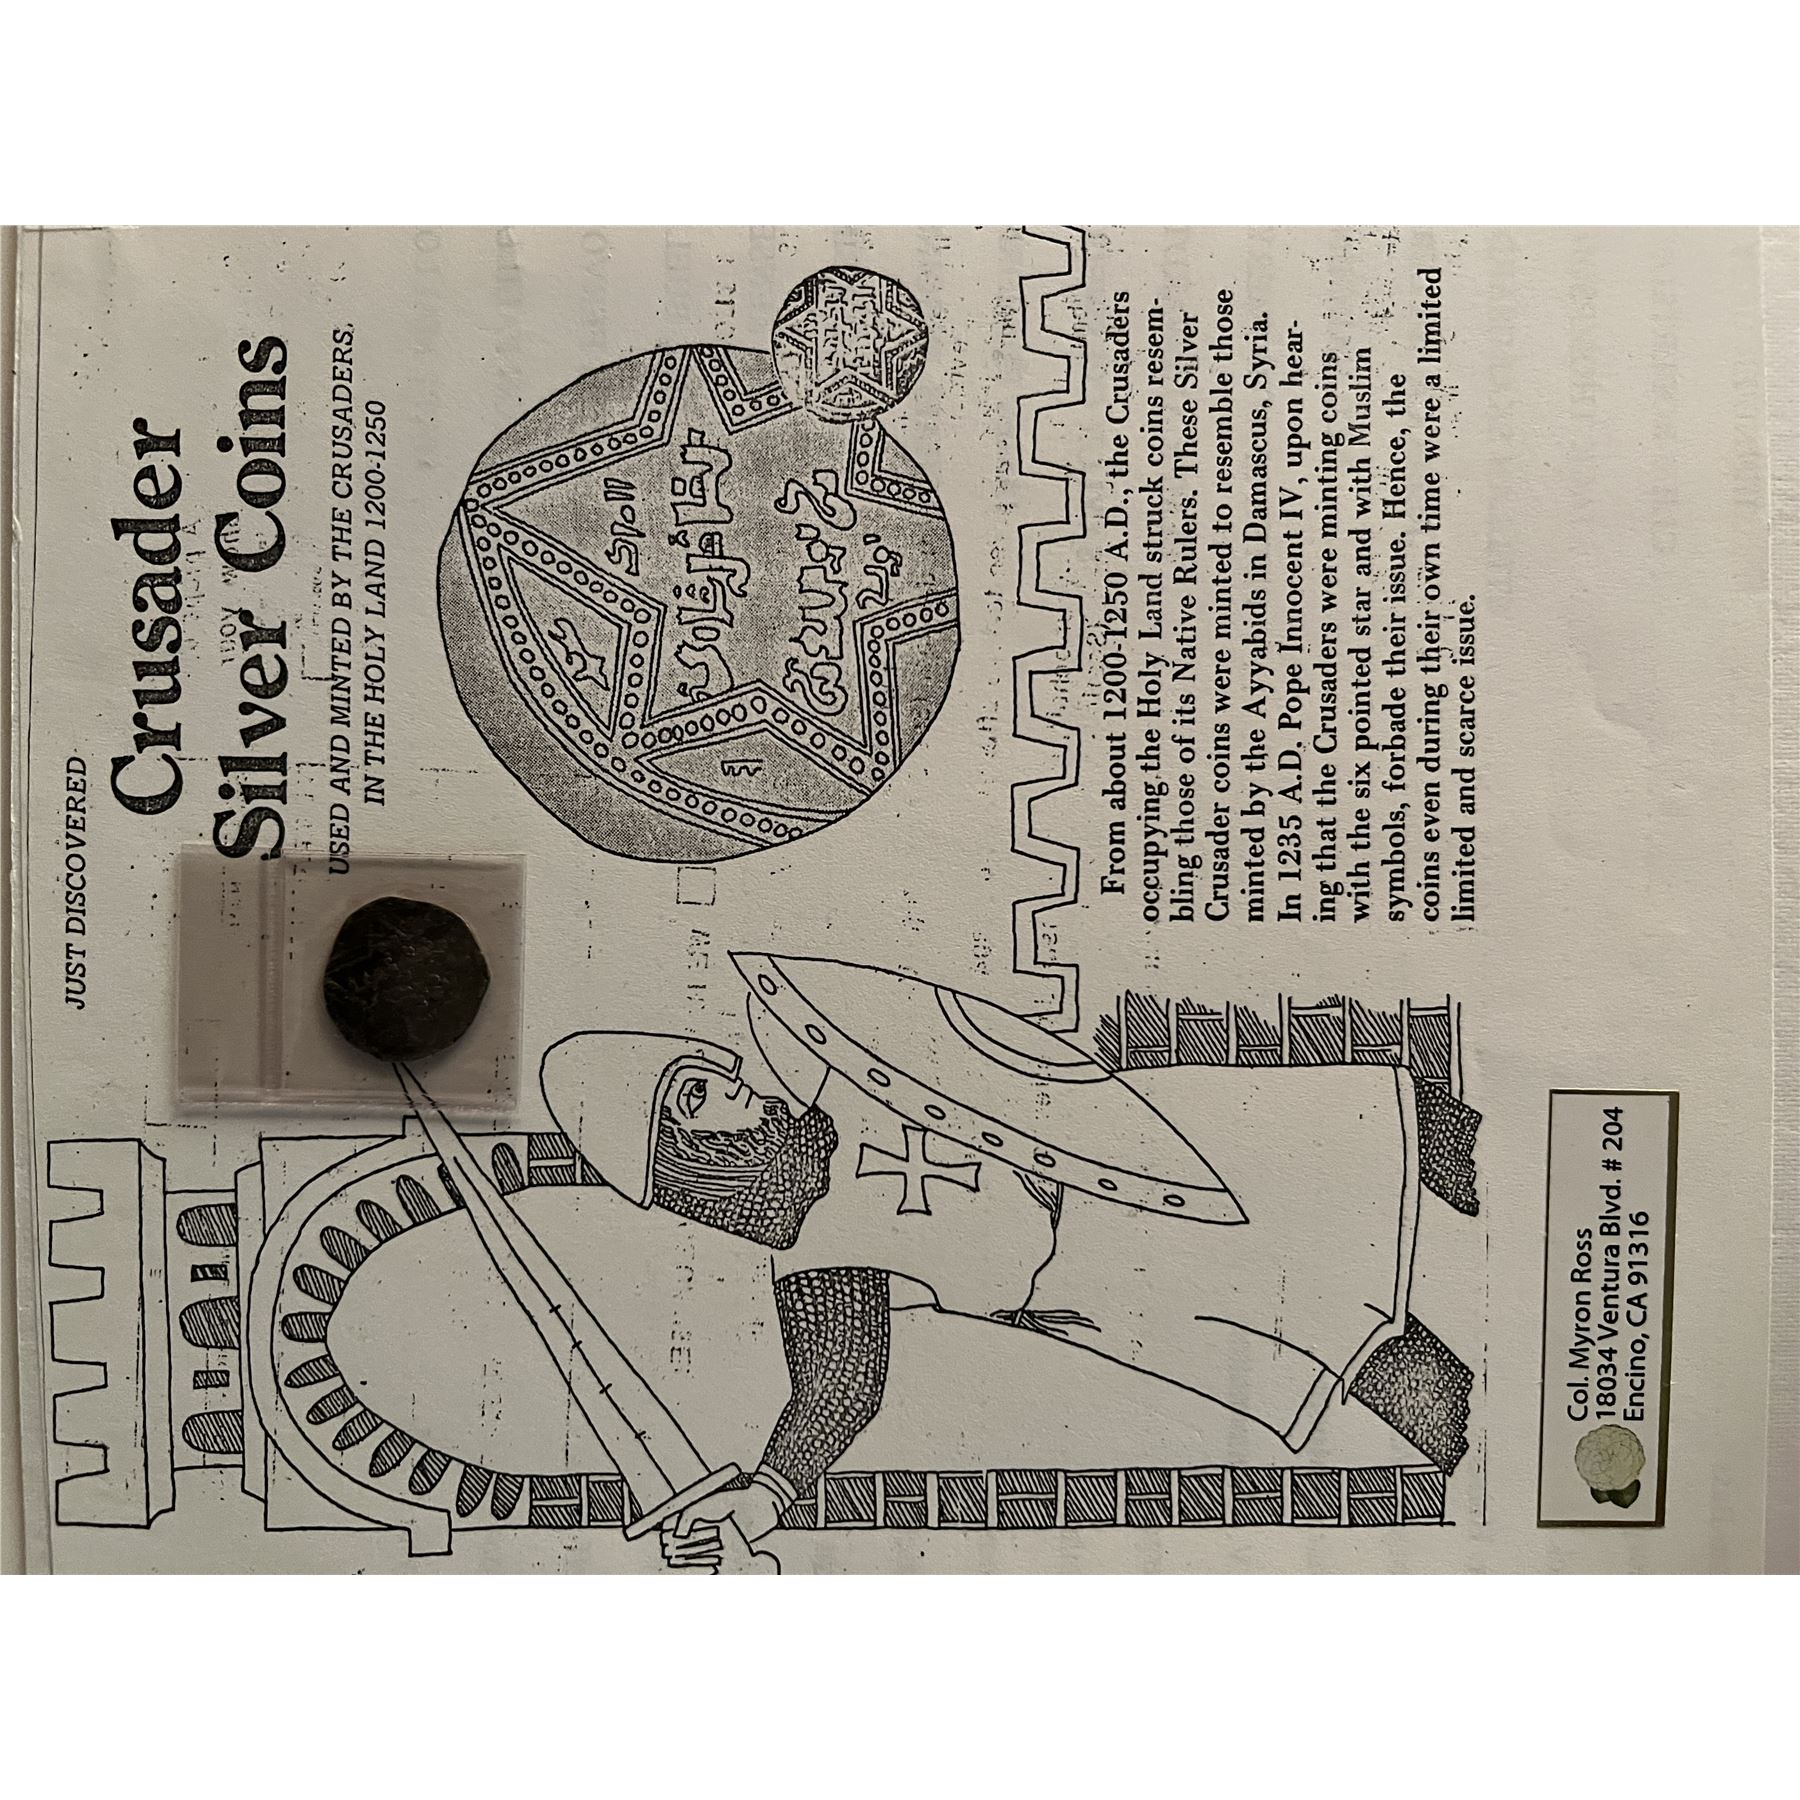 JUST DISCOVERED
Crusader
Silver Coins
USED AND MINTED BY THE CRUSADERS,
IN THE HOLY LAND 1200-1250
From about 1200-1250 A.D., the Crusaders
occupying the Holy Land struck coins resem-
bling those of its Native Rulers. These Silver
Crusader coins were minted to resemble those
minted by the Ayyabids in Damascus, Syria.
In 1235 A.D. Pope Innocent IV, upon hear-
ing that the Crusaders were minting coins
with the six pointed star and with Muslim
symbols, forbade their issue. Hence, the
coins even during their own time were a limited
limited and scarce issue.
Col. Myron Ross
18034 Ventura Blvd. # 204
Encino, CA 91316